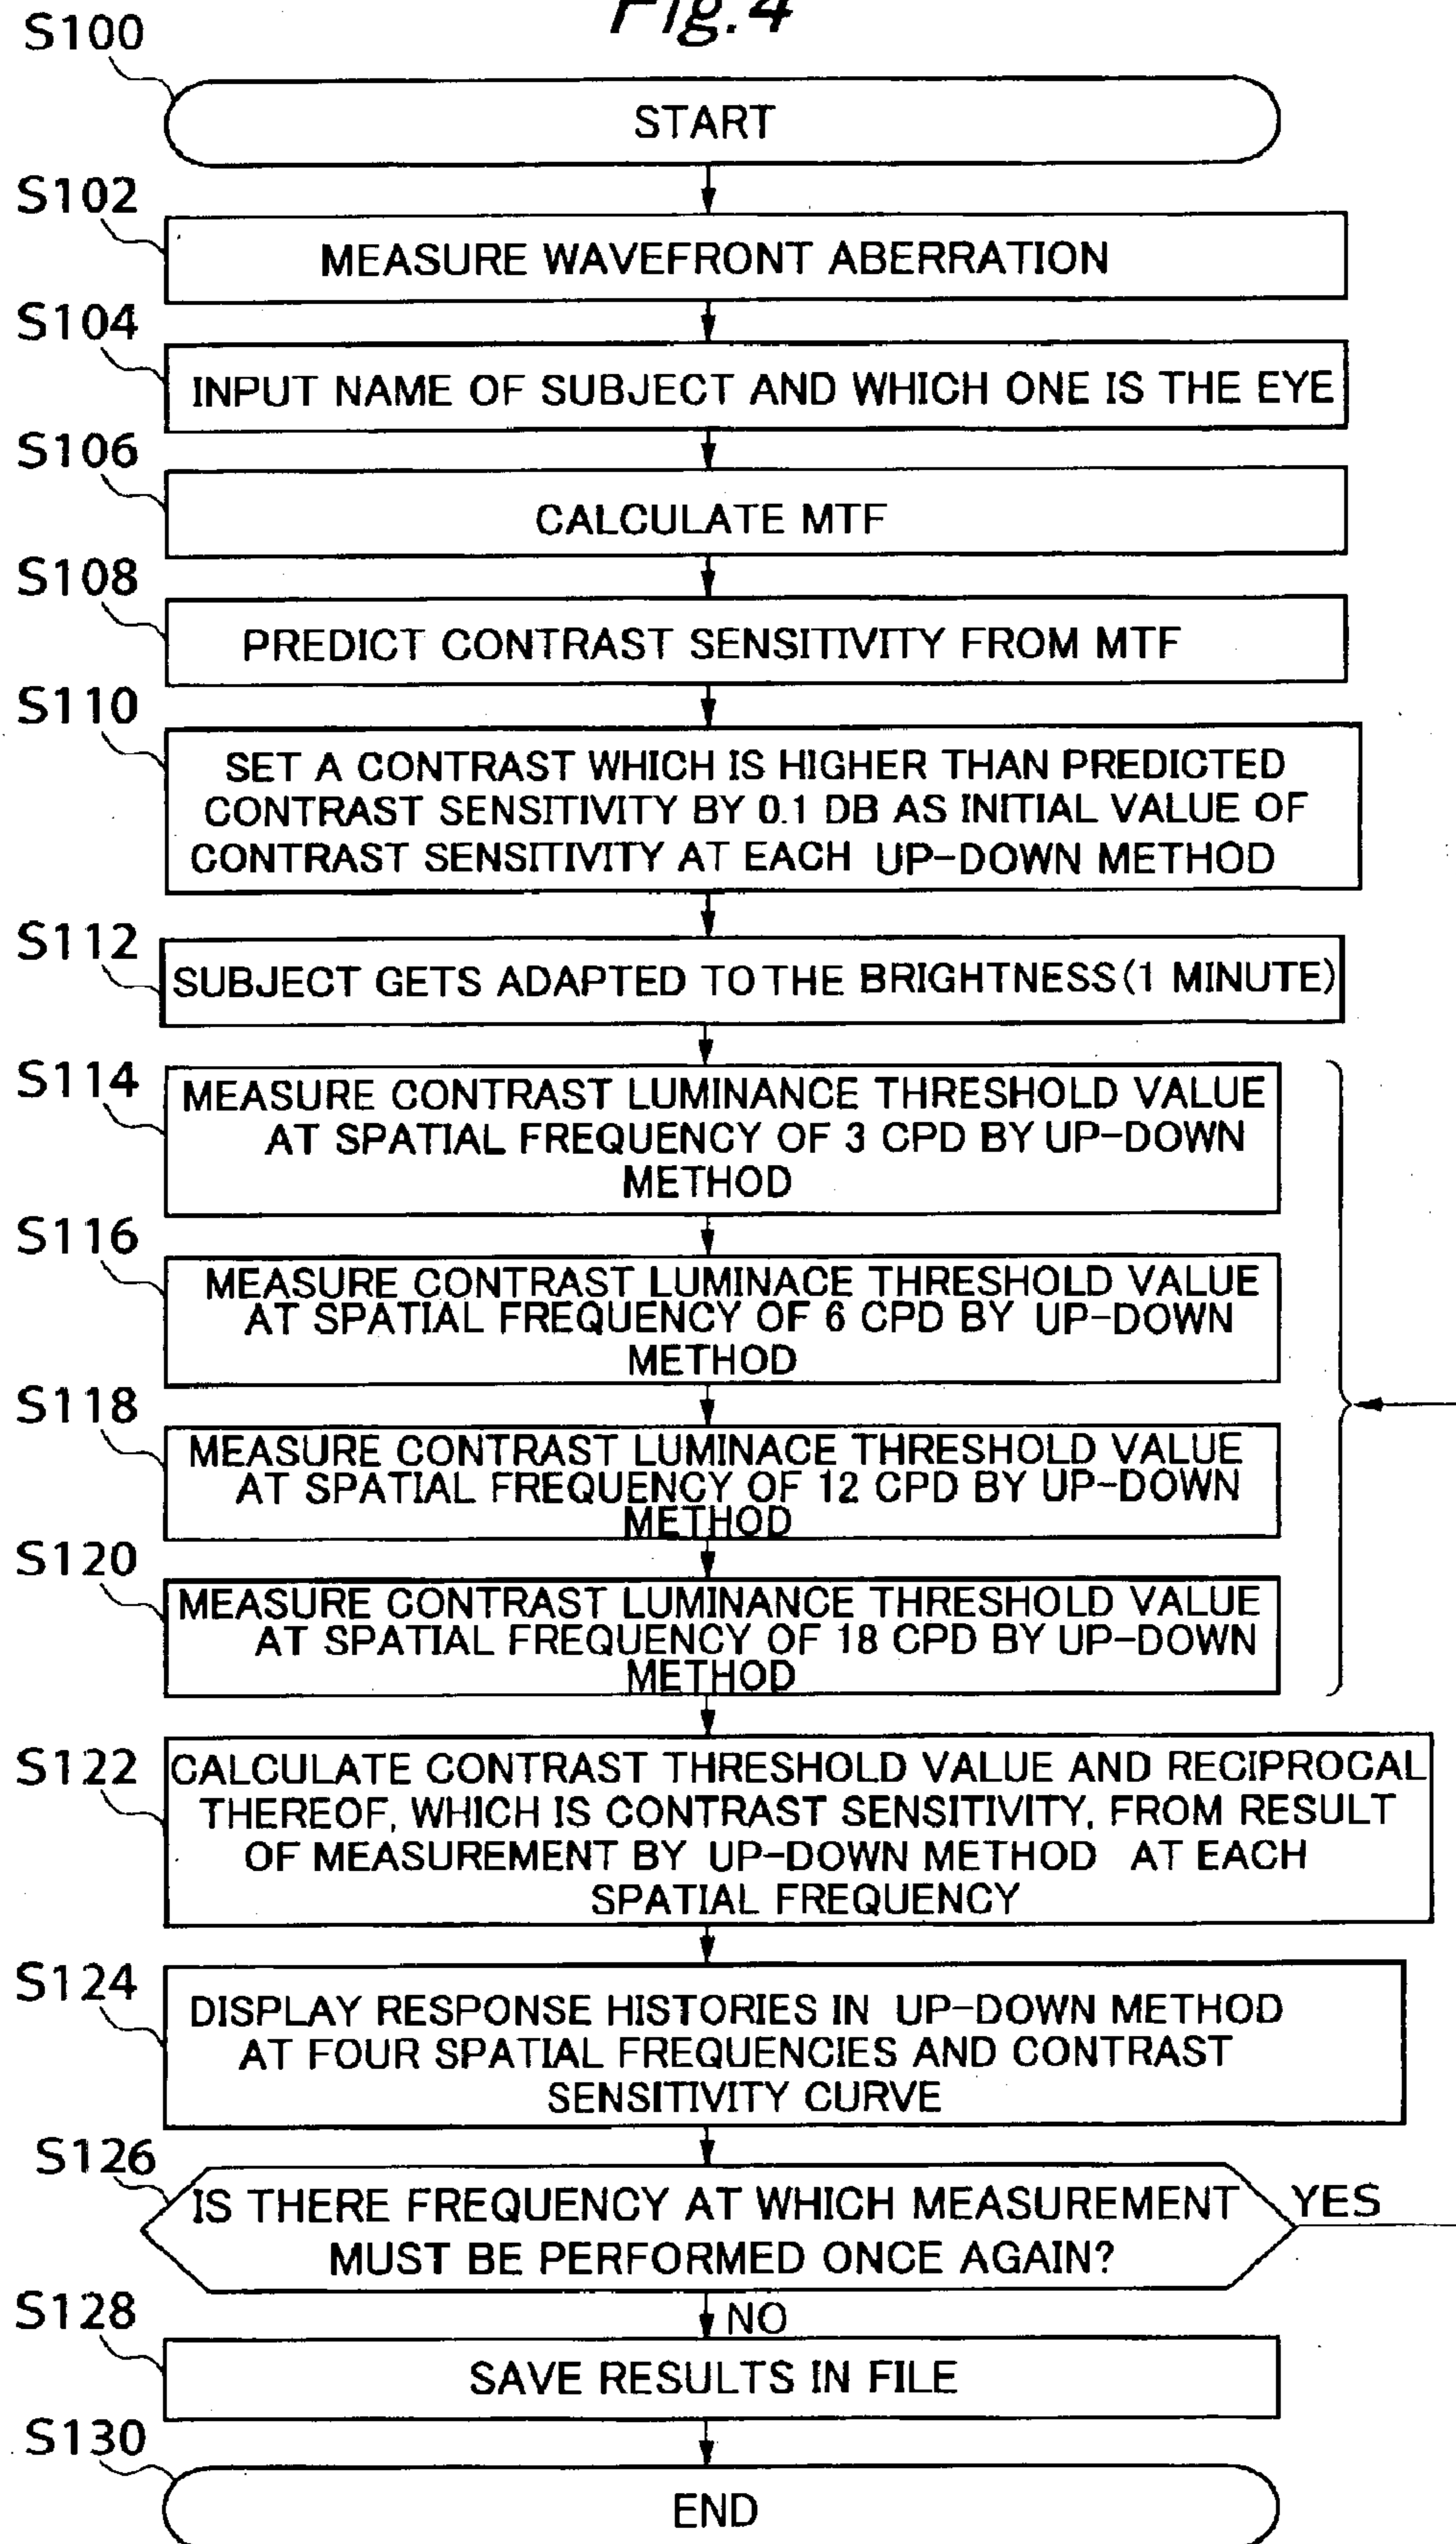 Fig.4
S100
START
S102
MEASURE WAVEFRONT ABERRATION
S104
INPUT NAME OF SUBJECT AND WHICH ONE IS THE EYE
S106
CALCULATE MTF
S108
PREDICT CONTRAST SENSITIVITY FROM MTF
S110
SET A CONTRAST WHICH IS HIGHER THAN PREDICTED
CONTRAST SENSITIVITY BY 0.1 DB AS INITIAL VALUE OF
CONTRAST SENSITIVITY AT EACH UP-DOWN METHOD
S112
SUBJECT GETS ADAPTED TO THE BRIGHTNESS (1 MINUTE)
S114
MEASURE CONTRAST LUMINANCE THRESHOLD VALUE
AT SPATIAL FREQUENCY OF 3 CPD BY UP-DOWN
METHOD
S116
MEASURE CONTRAST LUMINACE THRESHOLD VALUE
AT SPATIAL FREQUENCY OF 6 CPD BY UP-DOWN
METHOD
S118
MEASURE CONTRAST LUMINACE THRESHOLD VALUE
AT SPATIAL FREQUENCY OF 12 CPD BY UP-DOWN
METHOD
S120
MEASURE CONTRAST LUMINANCE THRESHOLD VALUE
AT SPATIAL FREQUENCY OF 18 CPD BY UP-DOWN
METHOD
S122
CALCULATE CONTRAST THRESHOLD VALUE AND RECIPROCAL
THEREOF, WHICH IS CONTRAST SENSITIVITY, FROM RESULT
OF MEASUREMENT BY UP-DOWN METHOD AT EACH
SPATIAL FREQUENCY
S124
DISPLAY RESPONSE HISTORIES IN UP-DOWN METHOD
AT FOUR SPATIAL FREQUENCIES AND CONTRAST
SENSITIVITY CURVE
S126
IS THERE FREQUENCY AT WHICH MEASUREMENT
MUST BE PERFORMED ONCE AGAIN?
YES
NO
S128
SAVE RESULTS IN FILE
S130
END